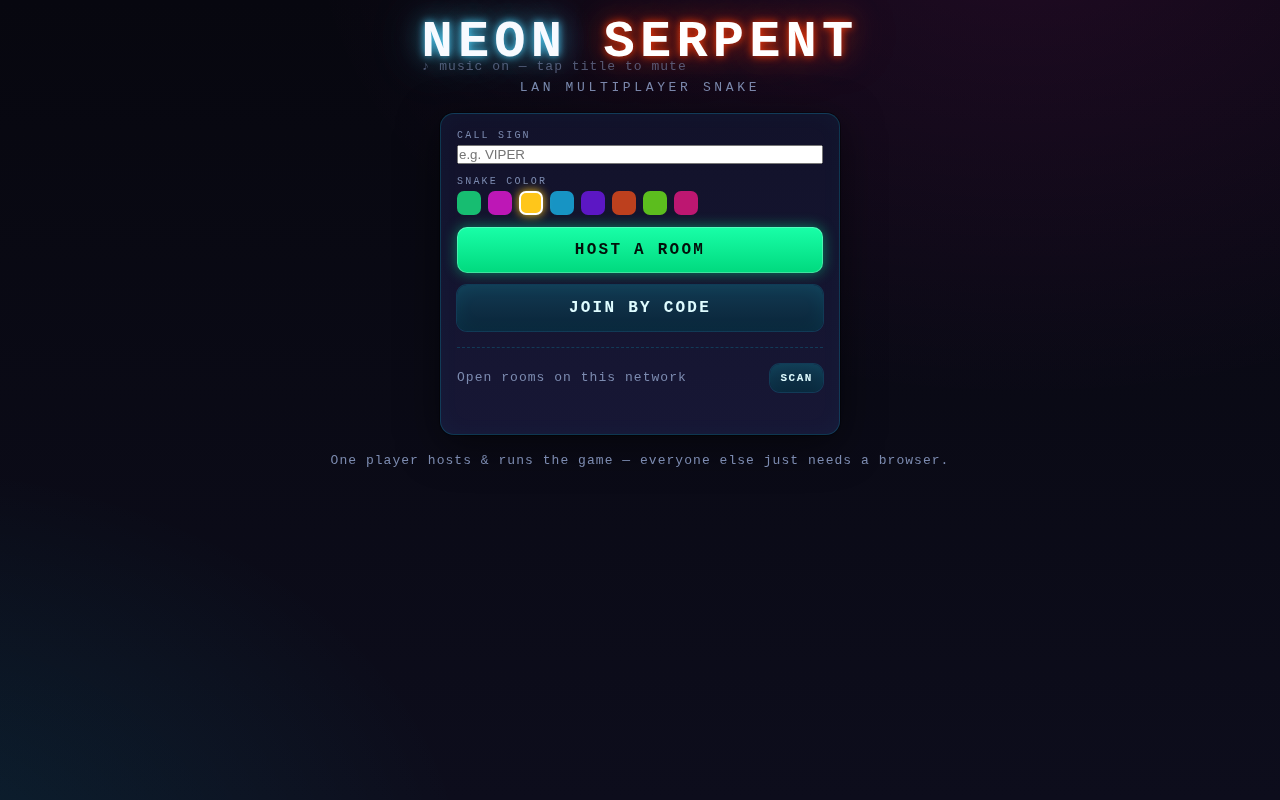 NEON SERPENT
♪ music on — tap title to mute
LAN MULTIPLAYER SNAKE
CALL SIGN
e.g. VIPER
SNAKE COLOR
HOST A ROOM
JOIN BY CODE
Open rooms on this network
SCAN
One player hosts & runs the game — everyone else just needs a browser.